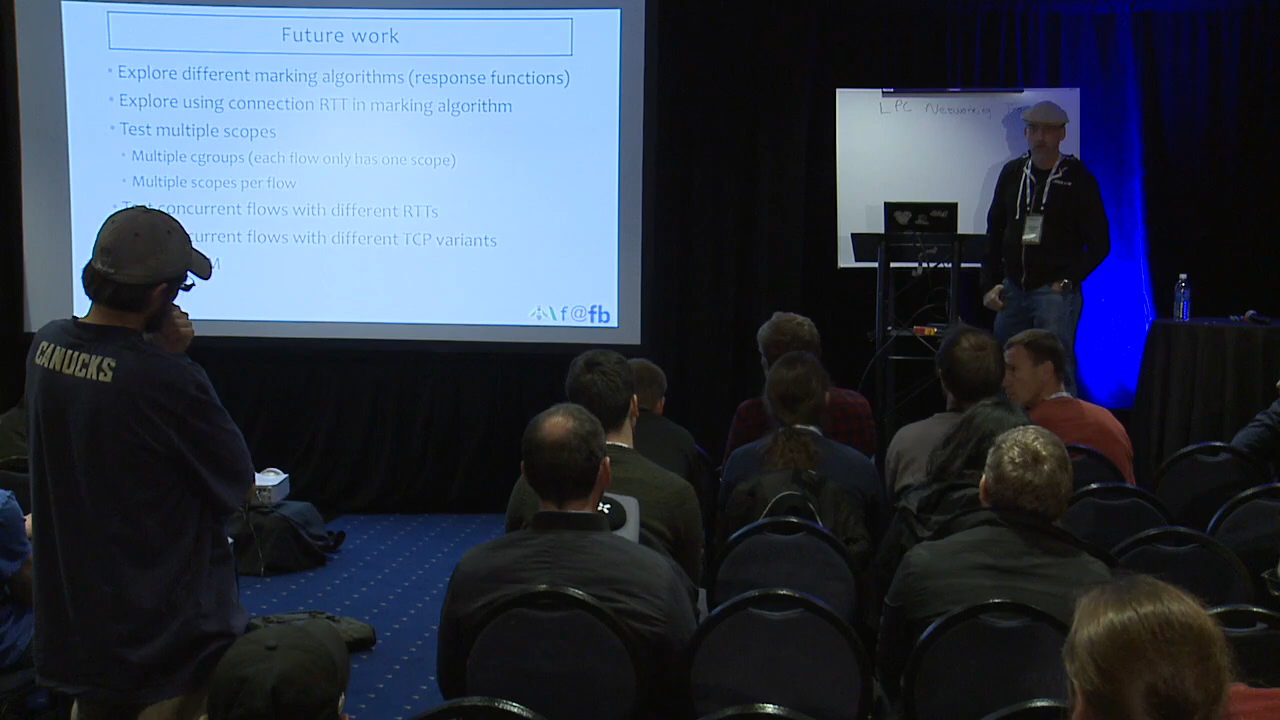 Future work
Explore different marking algorithms (response functions)
Explore using connection RTT in marking algorithm
Test multiple scopes
Multiple cgroups (each flow only has one scope)
Multiple scopes per flow
concurrent flows with different RTTs
flows with different TCP variants
f@fb
LPC Networking
CANUCKS